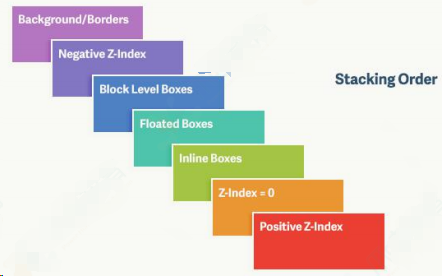 Background/Borders
Negative Z-Index
Stacking Order
Block Level Boxes
Floated Boxes
Inline Boxes
Z-Index = 0
Positive Z-Index